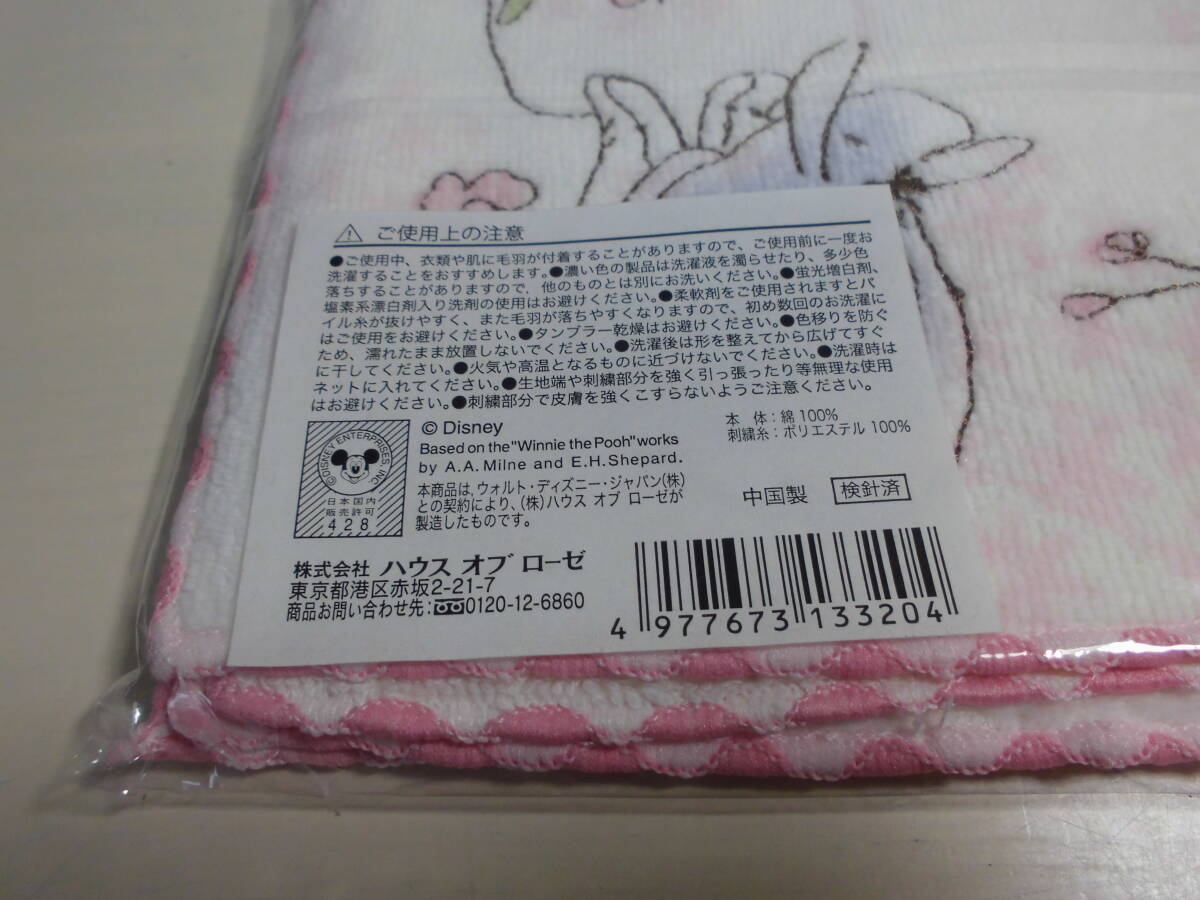 ご使用上の注意
●ご使用中、衣類や肌に毛羽が付着することがありますので、ご使用前に一度お
洗濯することをおすすめします。●濃い色の製品は洗濯液を濁らせたり、多少色
落ちすることがありますので、他のものとは別にお洗いください。●蛍光増白剤、
塩素系漂白剤入り洗剤の使用はお避けください。●柔軟剤をご使用されますとパ
イル糸が抜けやすく、また毛羽が落ちやすくなりますので、初め数回のお洗濯に
はご使用をお避けください。●タンブラー乾燥はお避けください。●色移りを防ぐ
ため、濡れたまま放置しないでください。●洗濯後は形を整えてから広げてすぐ
に干してください。●火気や高温となるものに近づけないでください。●洗濯時は
ネットに入れてください。●生地端や刺繍部分を強く引っ張ったり等無理な使用
はお避けください。●刺繍部分で皮膚を強くこすらないようご注意ください。
©DISNEY ENTERPRISES, INC
日本国内
販売許可
428
© Disney
Based on the "Winnie the Pooh" works
by A.A. Milne and E.H. Shepard.
本商品は、ウォルト・ディズニー・ジャパン(株)
との契約により、(株)ハウス オブ ローゼが
製造したものです。
本 体：綿 100%
刺繍糸：ポリエステル 100%
中国製 検針済
株式会社 ハウス オブ ローゼ
東京都港区赤坂2-21-7
商品お問い合わせ先：0120-12-6860
4 977673 133204